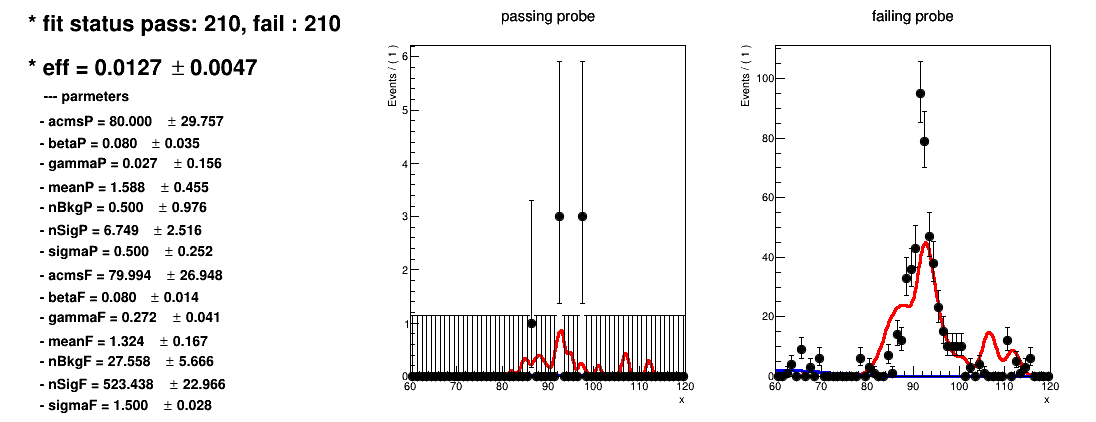 * fit status pass: 210, fail : 210
* eff = 0.0127 ± 0.0047
--- parmeters
- acmsP = 80.000 ± 29.757
- betaP = 0.080 ± 0.035
- gammaP = 0.027 ± 0.156
- meanP = 1.588 ± 0.455
- nBkgP = 0.500 ± 0.976
- nSigP = 6.749 ± 2.516
- sigmaP = 0.500 ± 0.252
- acmsF = 79.994 ± 26.948
- betaF = 0.080 ± 0.014
- gammaF = 0.272 ± 0.041
- meanF = 1.324 ± 0.167
- nBkgF = 27.558 ± 5.666
- nSigF = 523.438 ± 22.966
- sigmaF = 1.500 ± 0.028
passing probe
Events / ( 1 )
6
5
4
3
2
1
0
60 70 80 90 100 110 120
x
failing probe
Events / ( 1 )
100
80
60
40
20
0
60 70 80 90 100 110 120
x